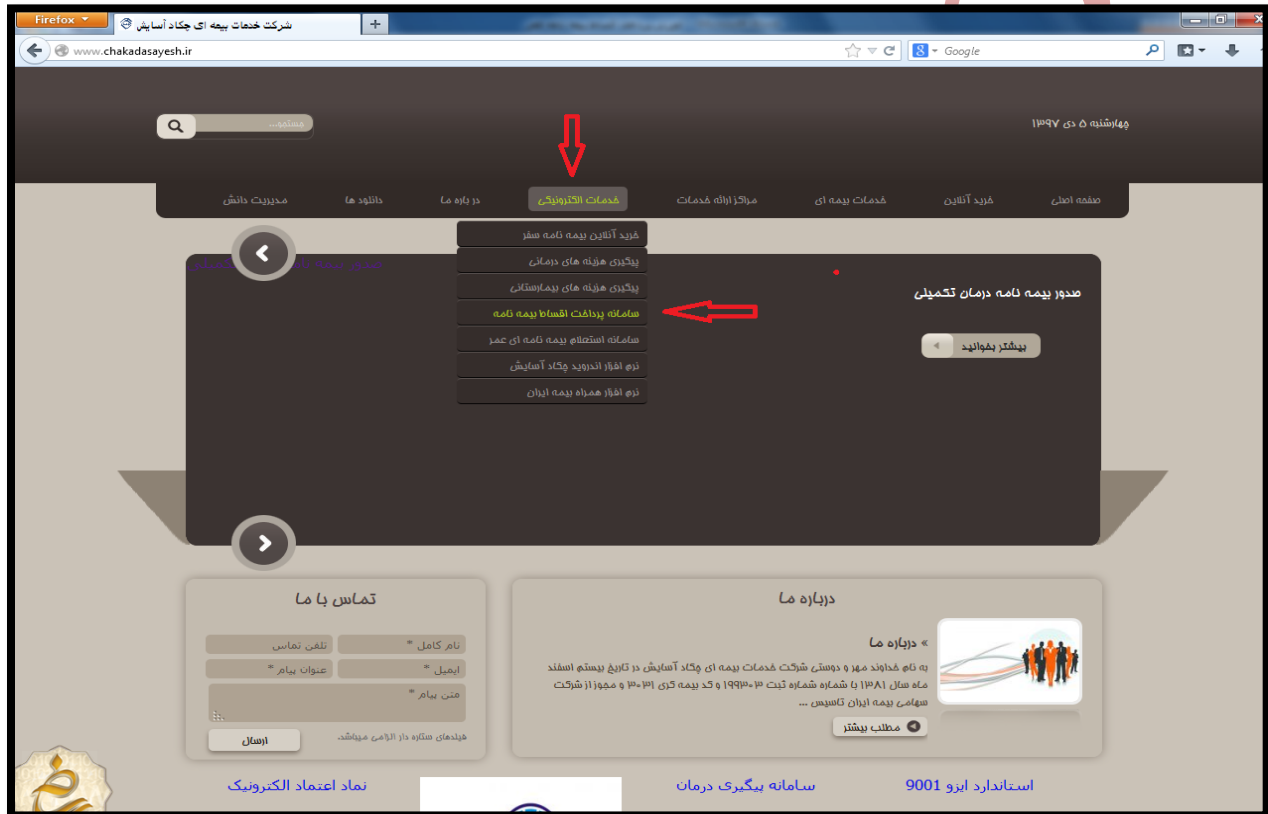 Firefox
شرکت خدمات بیمه ای چکاد آسایش
www.chakadasayesh.ir
Google
چهارشنبه ۵ دی ۱۳۹۷
جستجو...
صفحه اصلی
خرید آنلاین
خدمات بیمه ای
مراکز ارائه خدمات
خدمات الکترونیکی
در باره ما
دانلود ها
مدیریت دانش
خرید آنلاین بیمه نامه سفر
پیگیری هزینه های درمانی
پیگیری هزینه های بیمارستانی
سامانه پرداخت اقساط بیمه نامه
سامانه استعلام بیمه نامه ای عمر
نرم افزار اندروید چکاد آسایش
نرم افزار همراه بیمه ایران
صدور بیمه نامه درمان تکمیلی
بیشتر بخوانید
درباره ما
» درباره ما
به نام خداوند مهر و دوستی شرکت خدمات بیمه ای چکاد آسایش در تاریخ بیستم اسفند
ماه سال ۱۳۸۱ با شماره شماره ثبت ۱۹۹۳۰۳ و کد بیمه گری ۳۰۳۱ و مجوز از شرکت
سهامی بیمه ایران تاسیس ...
مطلب بیشتر
تماس با ما
نام کامل *
تلفن تماس
ایمیل *
عنوان پیام *
متن پیام *
فیلدهای ستاره دار الزامی میباشد.
ارسال
استاندارد ایزو 9001
سامانه پیگیری درمان
نماد اعتماد الکترونیک